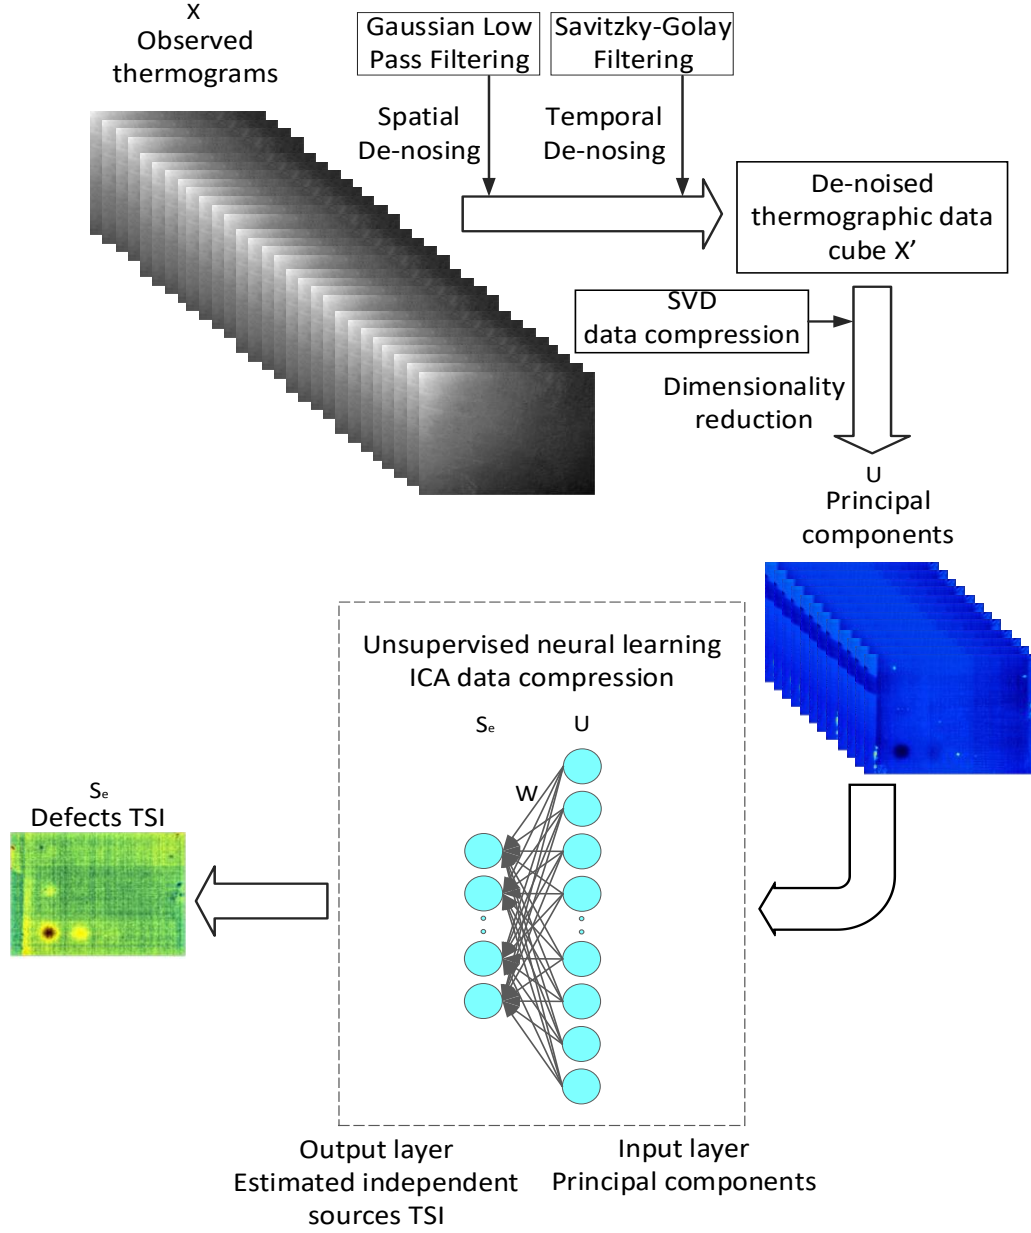 X
Observed
thermograms
Gaussian Low
Pass Filtering
Savitzky-Golay
Filtering
Spatial
De-nosing
Temporal
De-nosing
De-noised
thermographic data
cube X’
SVD
data compression
Dimensionality
reduction
U
Principal
components
Unsupervised neural learning
ICA data compression
Se
U
W
Se
Defects TSI
Output layer
Estimated independent
sources TSI
Input layer
Principal components